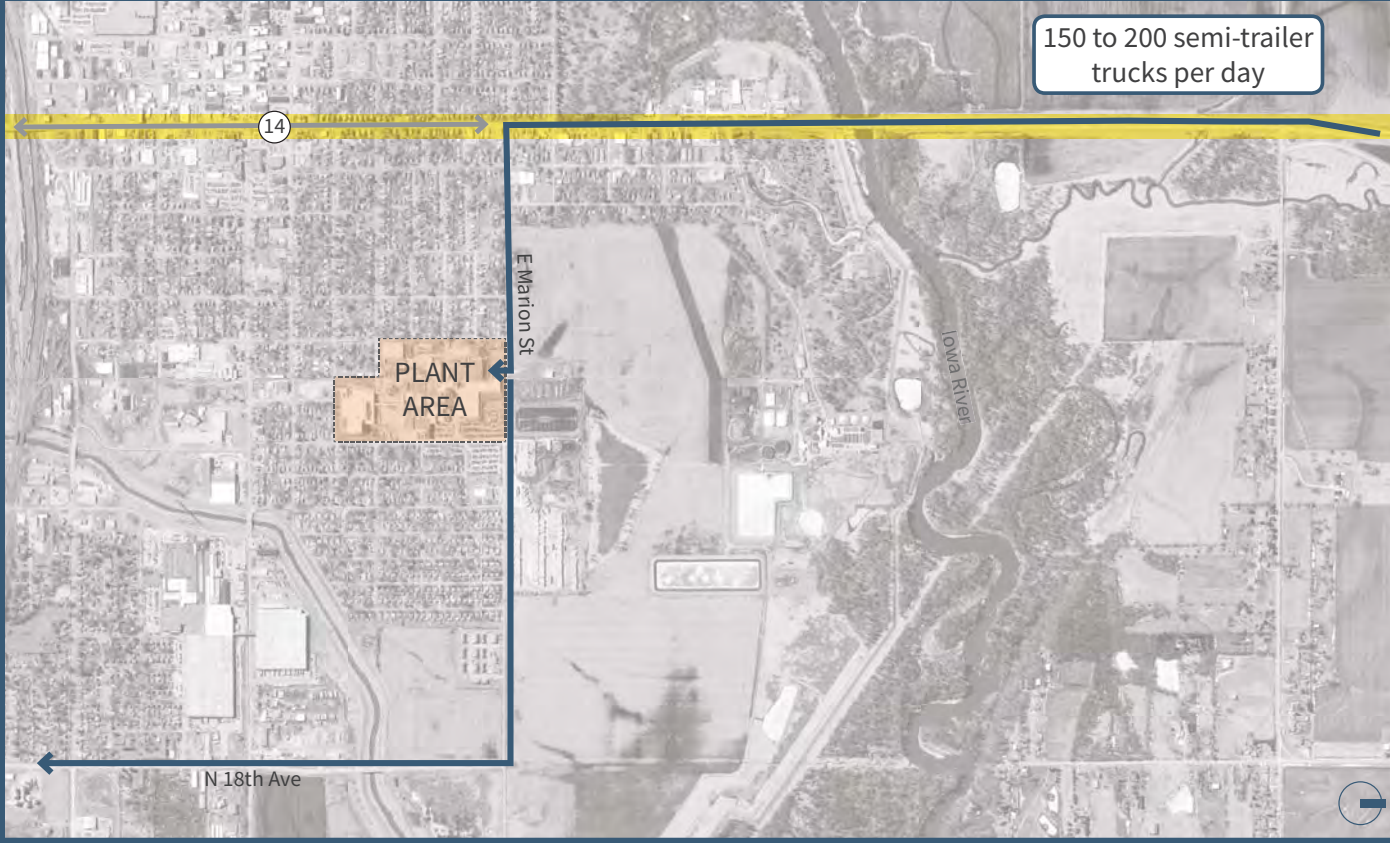 150 to 200 semi-trailer
trucks per day
14
E Marion St
PLANT
AREA
Iowa River
N 18th Ave